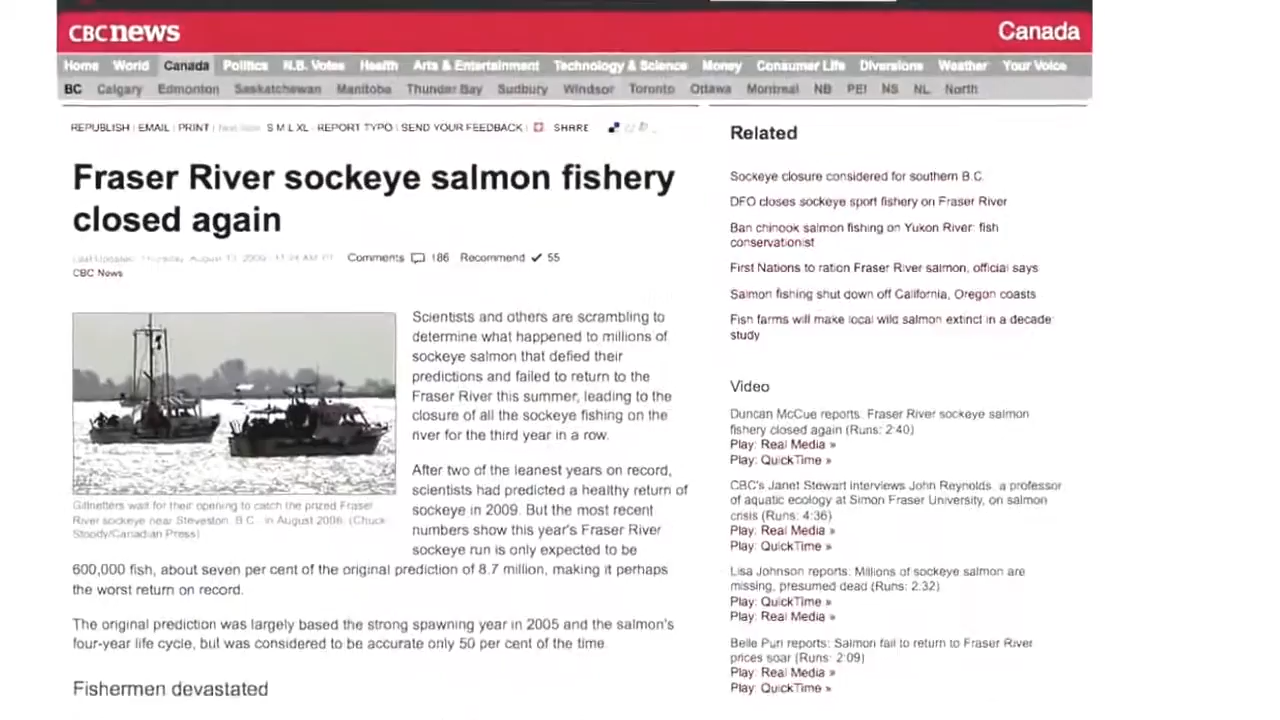 CBCnews
Canada
Home World Canada Politics N.B. Votes Health Arts & Entertainment Technology & Science Money Consumer Life Diversions Weather Your Voice
BC Calgary Edmonton Saskatchewan Manitoba Thunder Bay Sudbury Windsor Toronto Ottawa Montreal NB PEI NS NL North
REPUBLISH | EMAIL | PRINT | S M L XL REPORT TYPO | SEND YOUR FEEDBACK | SHARE
Fraser River sockeye salmon fishery
closed again
Comments 186 Recommend 55
CBC News
Gillnetters wait for their opening to catch the prized Fraser
River sockeye near Steveston, B.C., in August 2006. (Chuck
Stoody/Canadian Press)
Scientists and others are scrambling to
determine what happened to millions of
sockeye salmon that defied their
predictions and failed to return to the
Fraser River this summer, leading to the
closure of all the sockeye fishing on the
river for the third year in a row.
After two of the leanest years on record,
scientists had predicted a healthy return of
sockeye in 2009. But the most recent
numbers show this year's Fraser River
sockeye run is only expected to be
600,000 fish, about seven per cent of the original prediction of 8.7 million, making it perhaps
the worst return on record.
The original prediction was largely based the strong spawning year in 2005 and the salmon's
four-year life cycle, but was considered to be accurate only 50 per cent of the time
Fishermen devastated
Related
Sockeye closure considered for southern B.C.
DFO closes sockeye sport fishery on Fraser River
Ban chinook salmon fishing on Yukon River: fish
conservationist
First Nations to ration Fraser River salmon, official says
Salmon fishing shut down off California, Oregon coasts
Fish farms will make local wild salmon extinct in a decade
study
Video
Duncan McCue reports: Fraser River sockeye salmon
fishery closed again (Runs: 2:40)
Play: Real Media »
Play: QuickTime »
CBC's Janet Stewart interviews John Reynolds, a professor
of aquatic ecology at Simon Fraser University, on salmon
crisis (Runs: 4:36)
Play: Real Media »
Play: QuickTime »
Lisa Johnson reports: Millions of sockeye salmon are
missing, presumed dead (Runs: 2:32)
Play: QuickTime »
Play: Real Media »
Belle Puri reports: Salmon fail to return to Fraser River
prices soar (Runs: 2:09)
Play: Real Media »
Play: QuickTime »